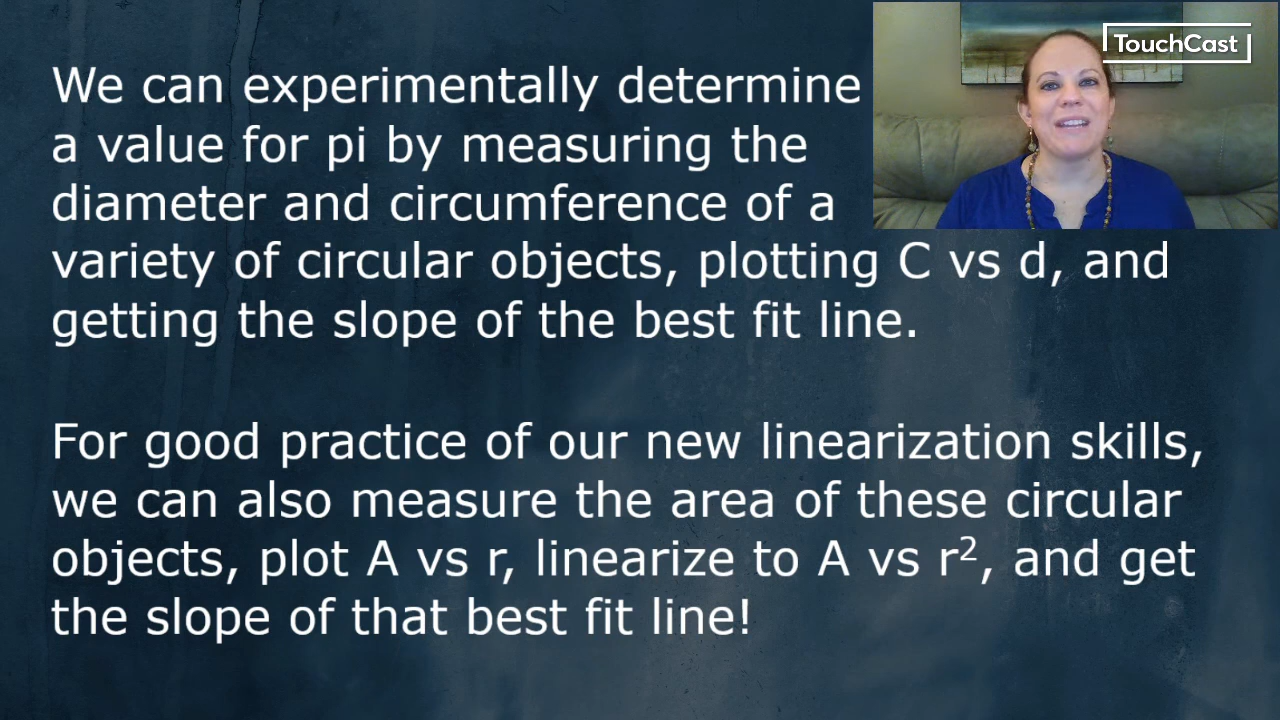 TouchCast
We can experimentally determine
a value for pi by measuring the
diameter and circumference of a
variety of circular objects, plotting C vs d, and
getting the slope of the best fit line.
For good practice of our new linearization skills,
we can also measure the area of these circular
objects, plot A vs r, linearize to A vs r², and get
the slope of that best fit line!